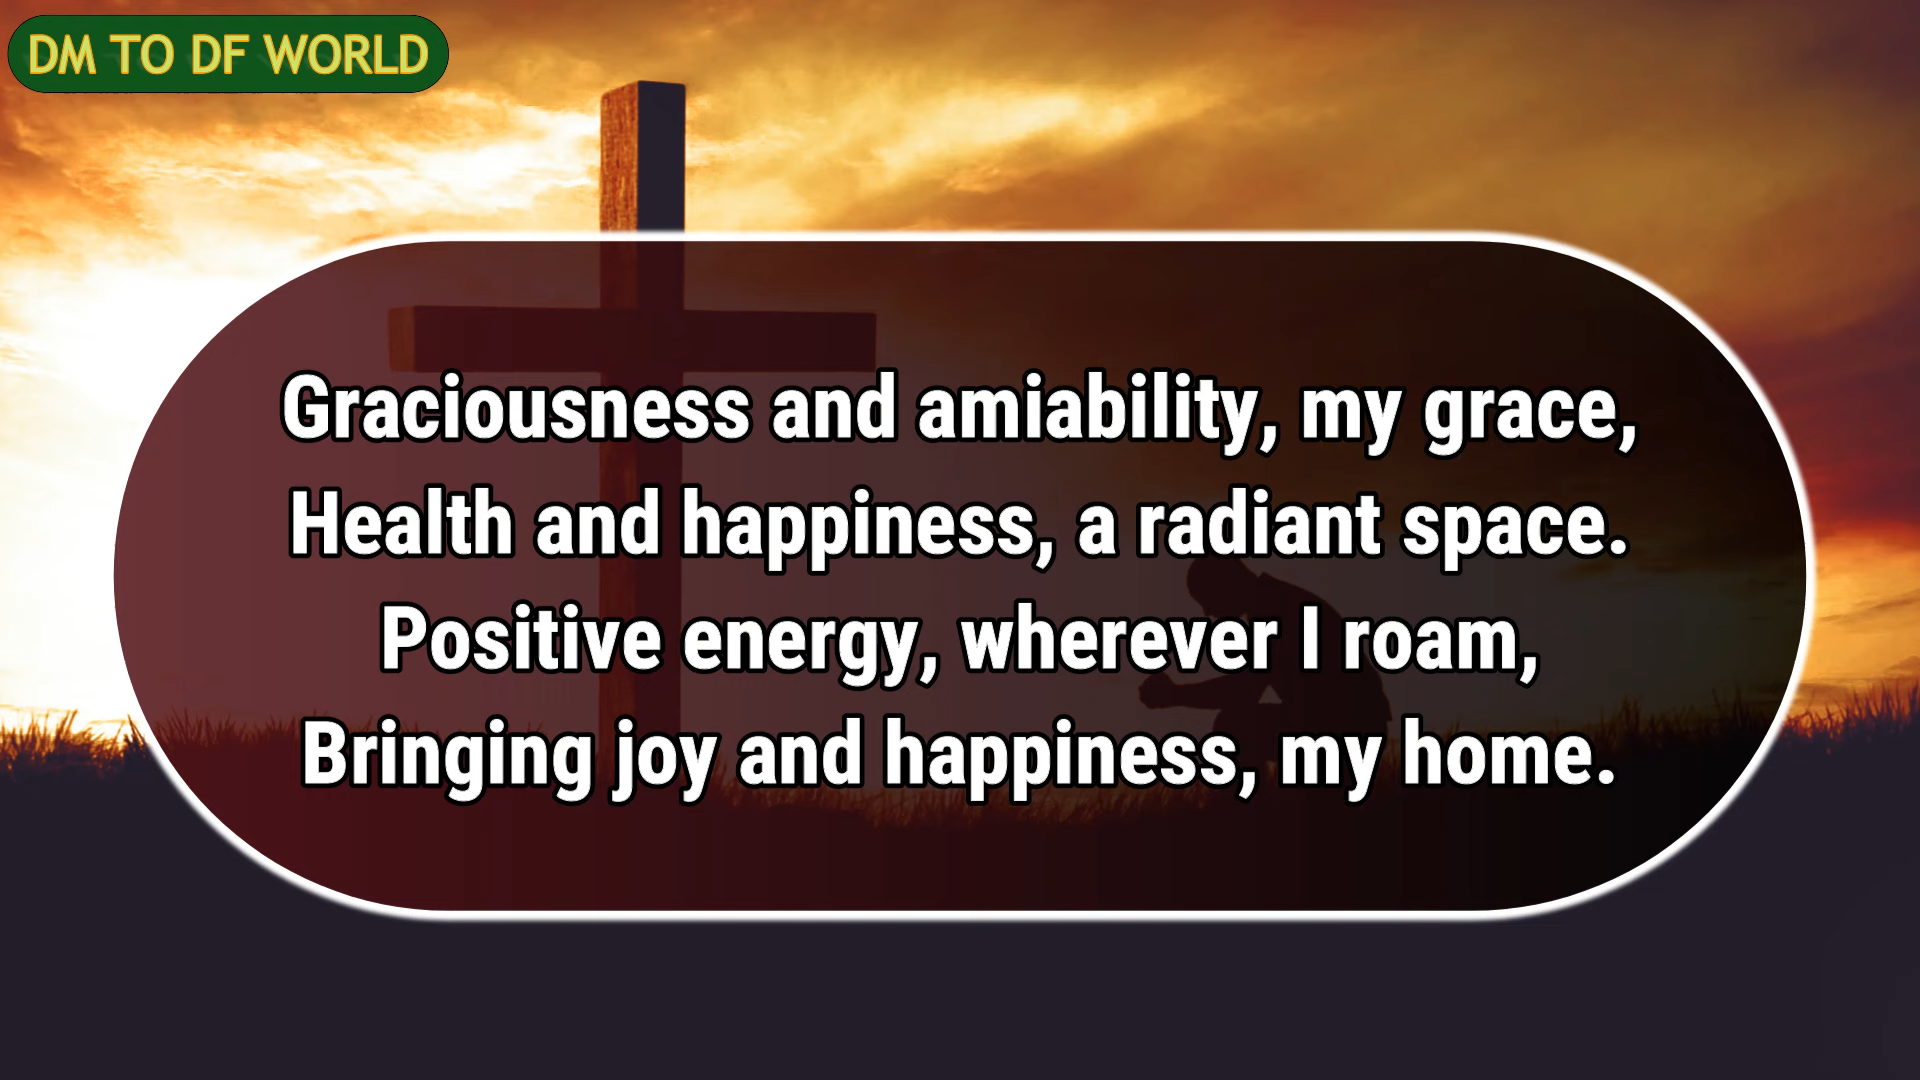 DM TO DF WORLD
Graciousness and amiability, my grace,
Health and happiness, a radiant space.
Positive energy, wherever I roam,
Bringing joy and happiness, my home.